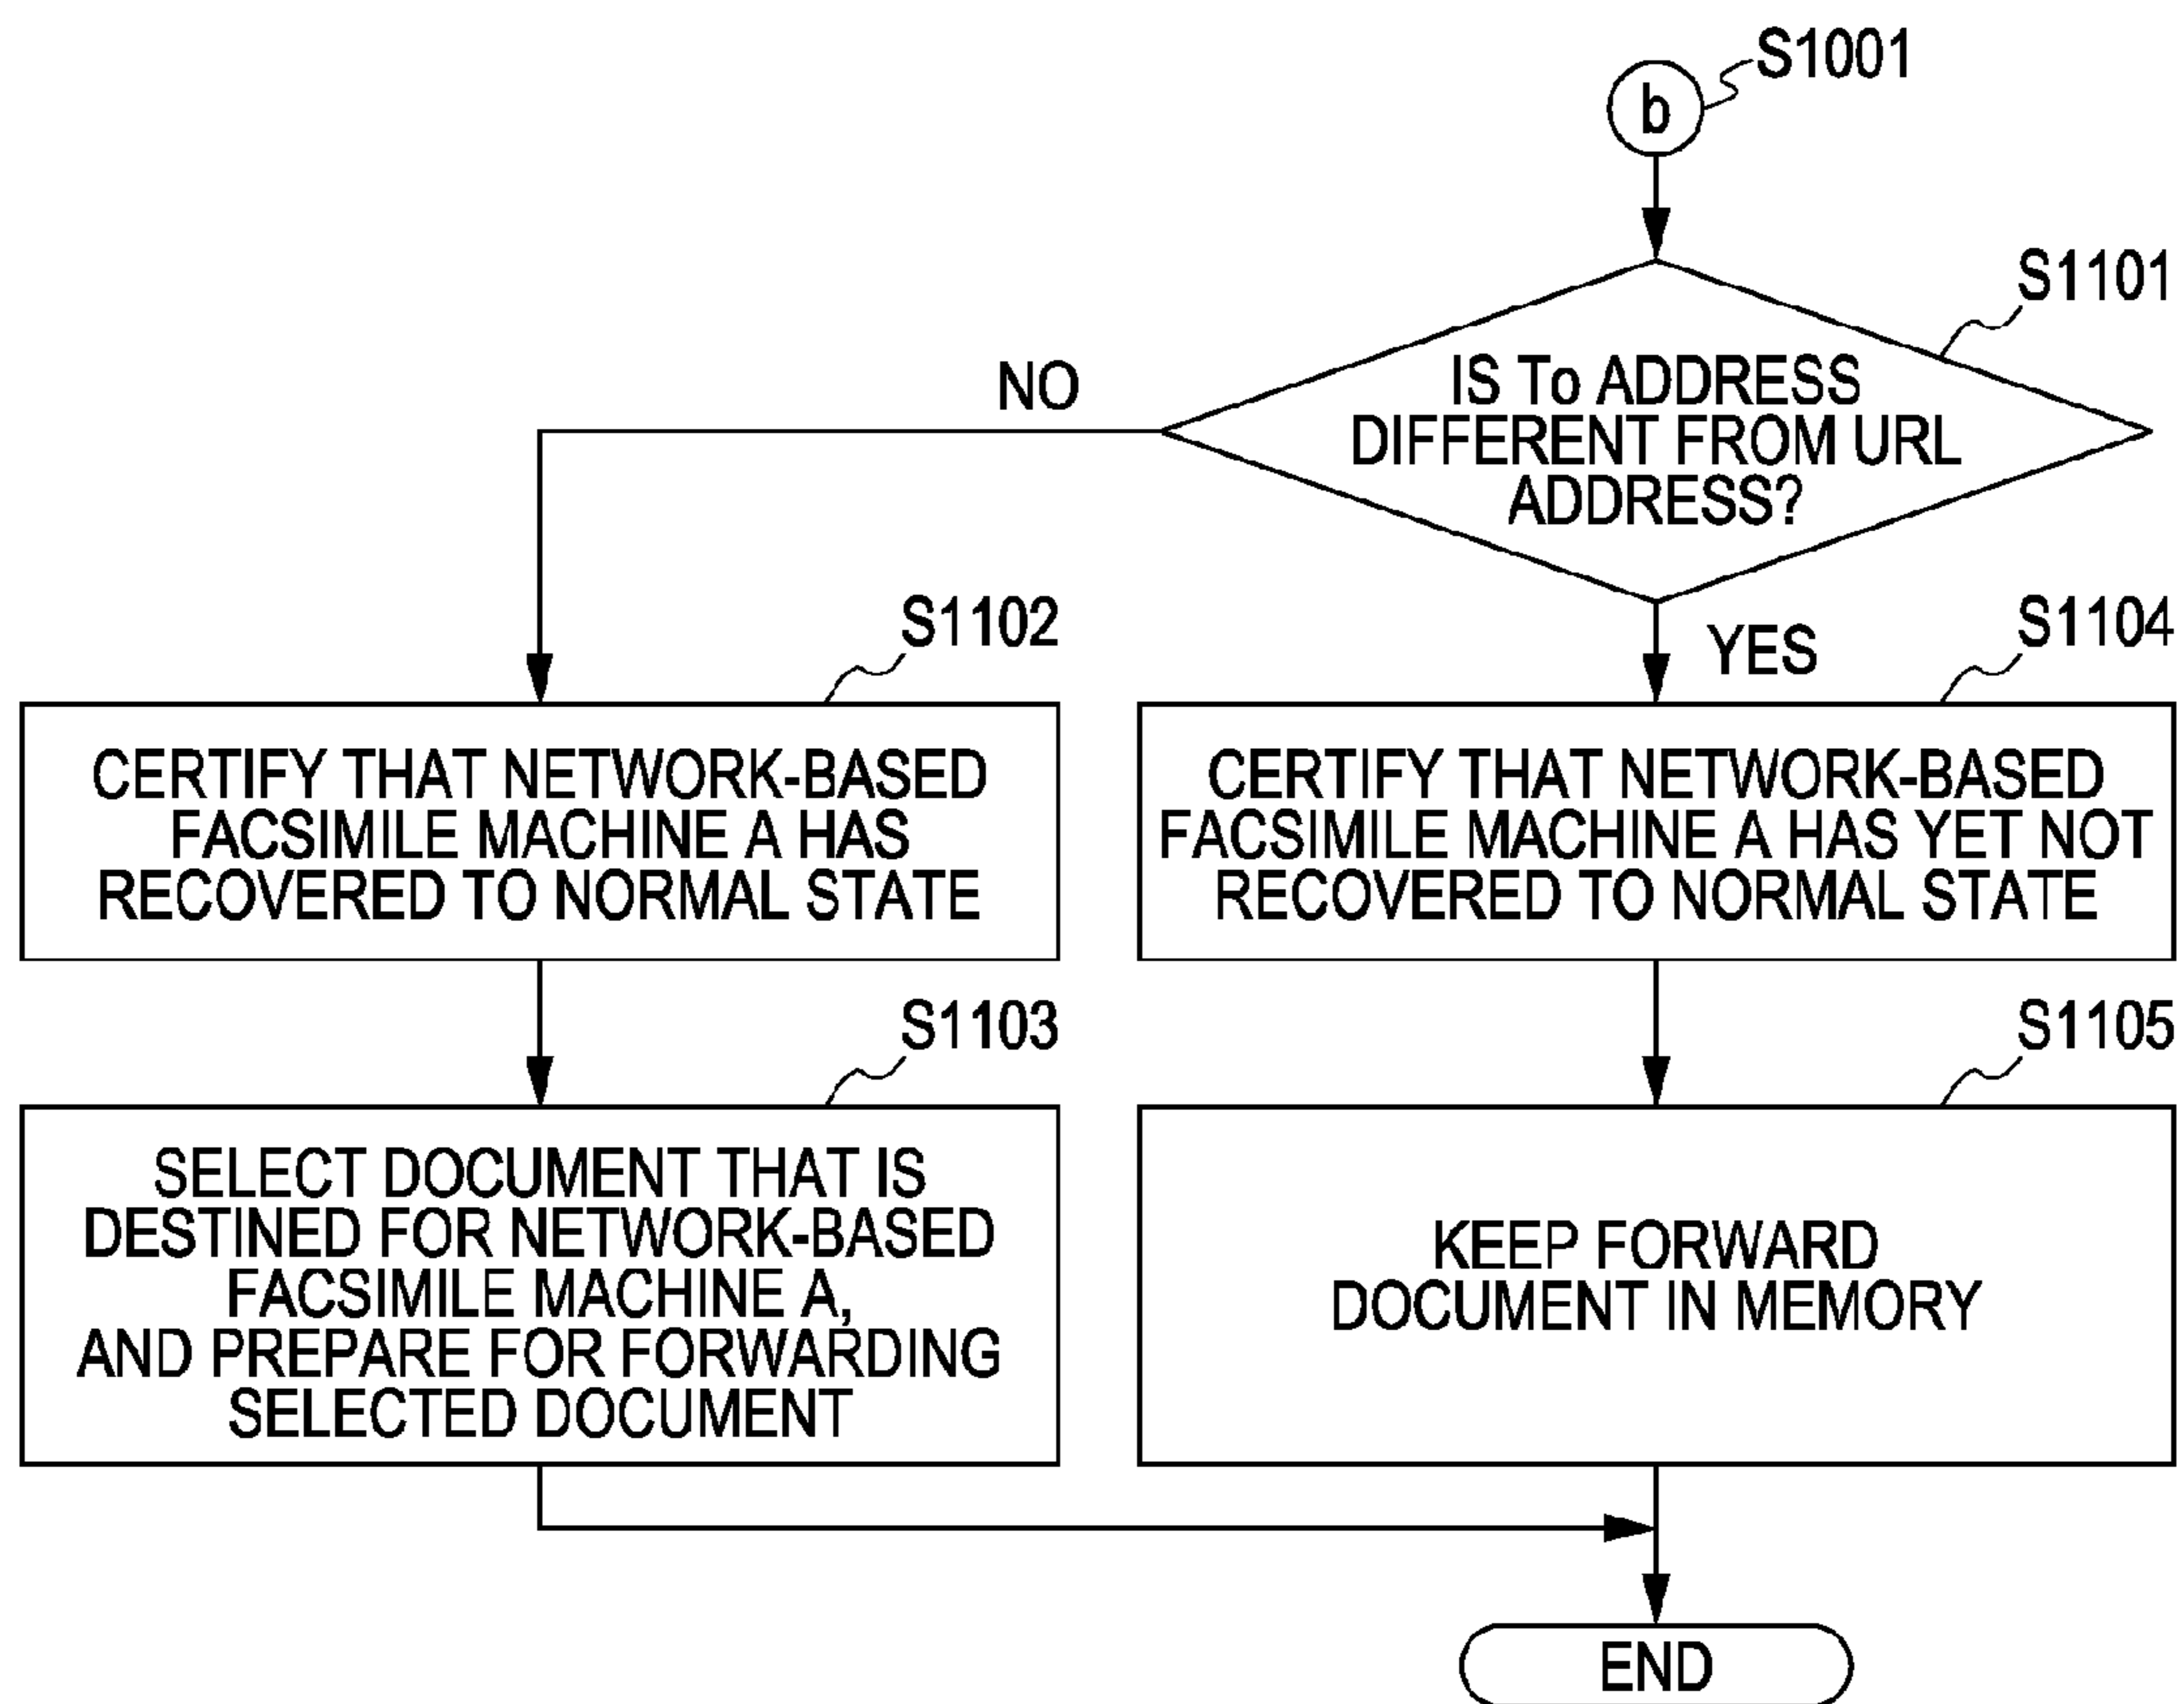 S1001
b
S1101
IS To ADDRESS
DIFFERENT FROM URL
ADDRESS?
NO
YES
S1102
CERTIFY THAT NETWORK-BASED
FACSIMILE MACHINE A HAS
RECOVERED TO NORMAL STATE
S1104
CERTIFY THAT NETWORK-BASED
FACSIMILE MACHINE A HAS YET NOT
RECOVERED TO NORMAL STATE
S1103
SELECT DOCUMENT THAT IS
DESTINED FOR NETWORK-BASED
FACSIMILE MACHINE A,
AND PREPARE FOR FORWARDING
SELECTED DOCUMENT
S1105
KEEP FORWARD
DOCUMENT IN MEMORY
END